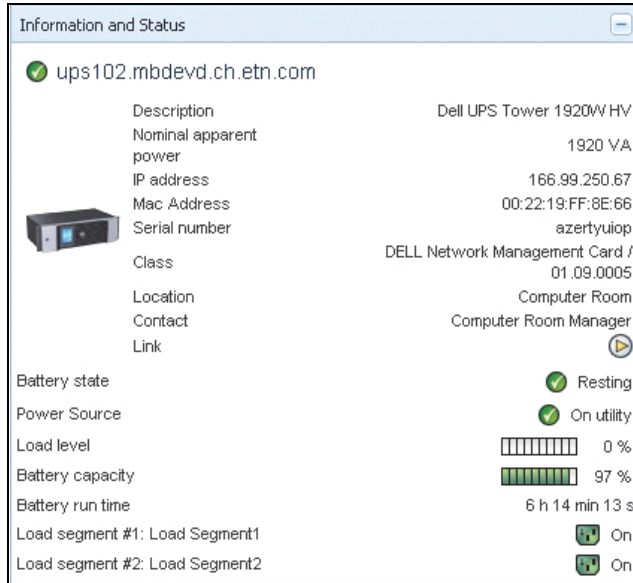 Information and Status
ups102.mbdevd.ch.etn.com
Description Dell UPS Tower 1920W HV
Nominal apparent power 1920 VA
IP address 166.99.250.67
Mac Address 00:22:19:FF:8E:66
Serial number azertyuiop
Class DELL Network Management Card / 01.09.0005
Location Computer Room
Contact Computer Room Manager
Link
Battery state Resting
Power Source On utility
Load level 0 %
Battery capacity 97 %
Battery run time 6 h 14 min 13 s
Load segment #1: Load Segment1 On
Load segment #2: Load Segment2 On